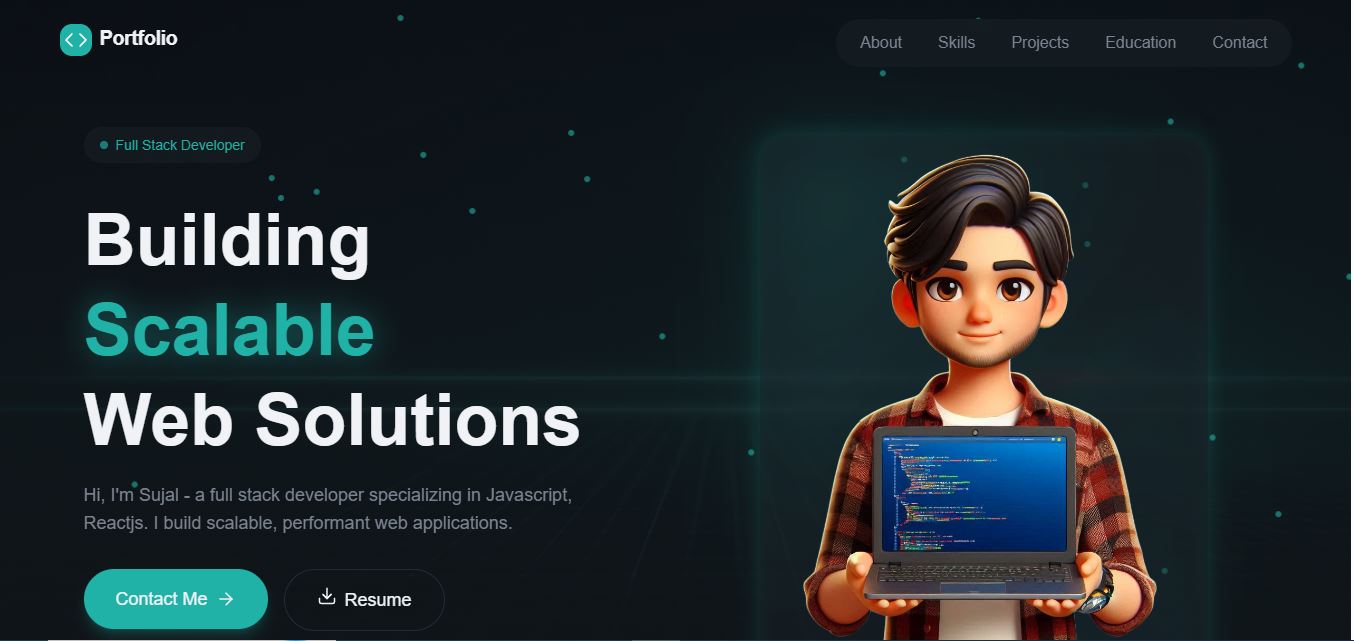 Portfolio
About Skills Projects Education Contact
Full Stack Developer
Building
Scalable
Web Solutions
Hi, I'm Sujal - a full stack developer specializing in Javascript,
Reactjs. I build scalable, performant web applications.
Contact Me →
Resume